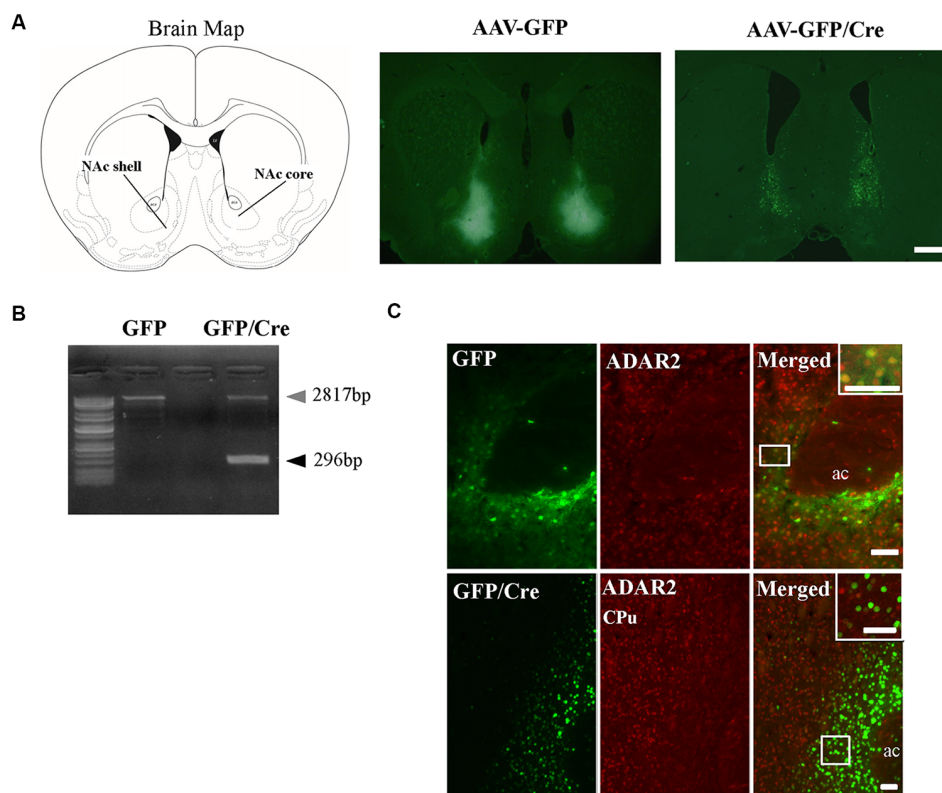 A
Brain Map
AAV-GFP
AAV-GFP/Cre
NAc shell
NAc core
B
GFP
GFP/Cre
2817bp
296bp
C
GFP
ADAR2
Merged
ac
GFP/Cre
ADAR2
Merged
CPu
ac